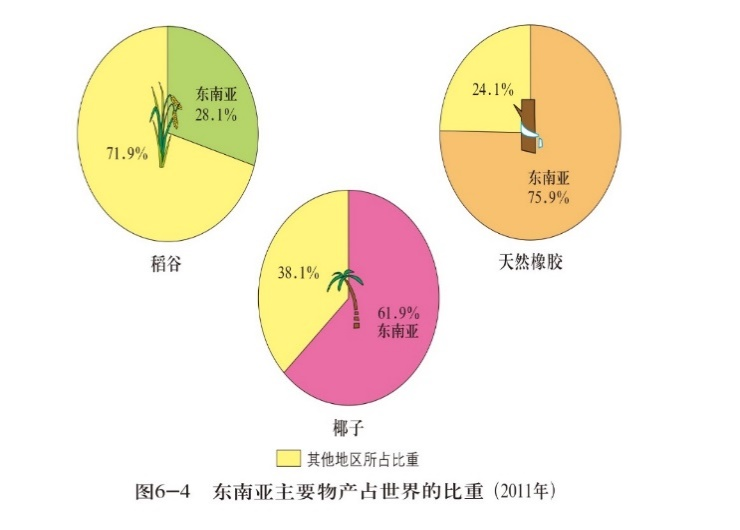 东南亚
28.1%
71.9%
稻谷
24.1%
东南亚
75.9%
天然橡胶
38.1%
61.9%
东南亚
椰子
其他地区所占比重
图6-4 东南亚主要物产占世界的比重(2011年)